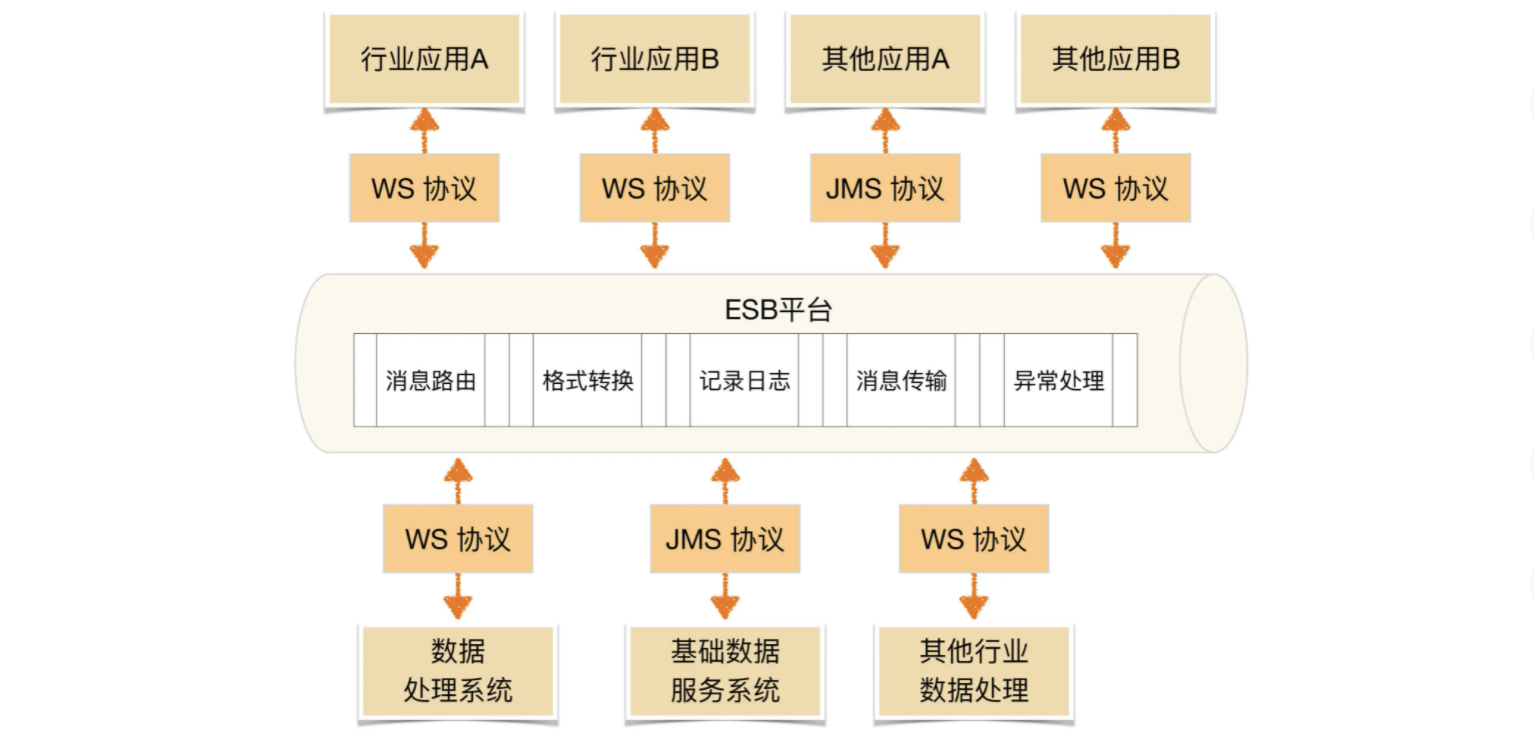 行业应用A
行业应用B
其他应用A
其他应用B
WS 协议
WS 协议
JMS 协议
WS 协议
ESB平台
消息路由
格式转换
记录日志
消息传输
异常处理
WS 协议
JMS 协议
WS 协议
数据
处理系统
基础数据
服务系统
其他行业
数据处理